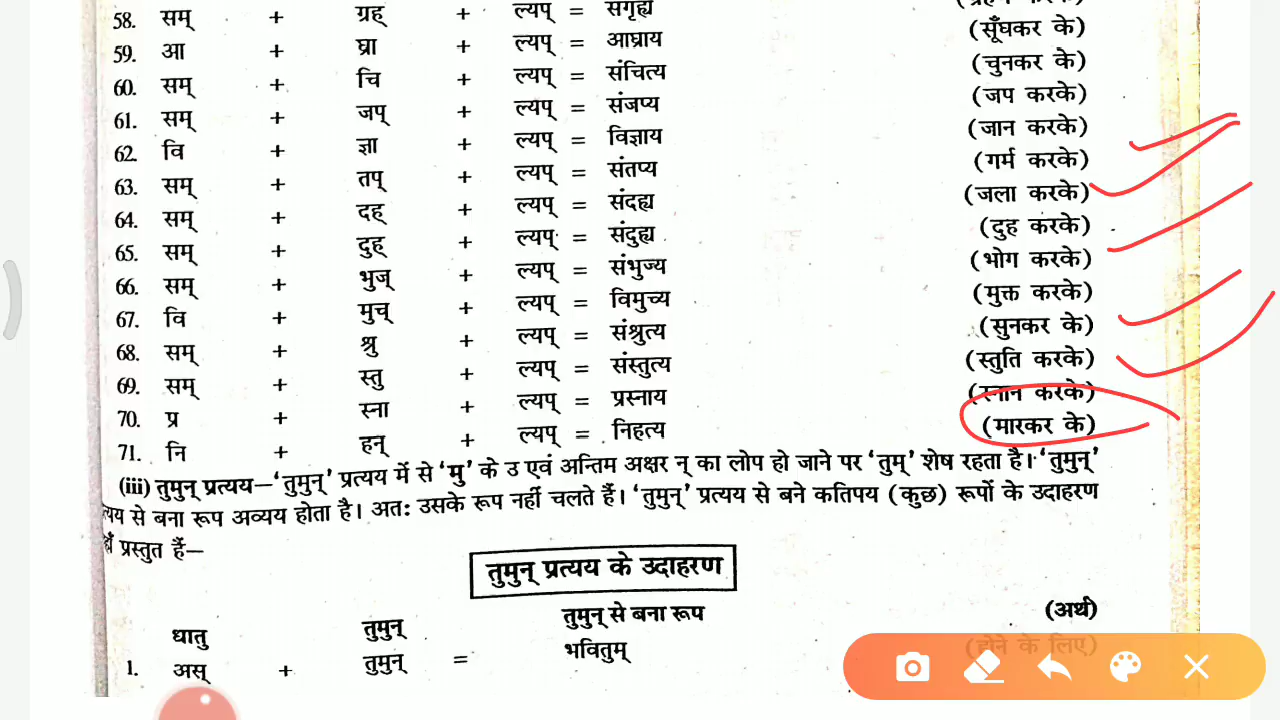 58. सम् + ग्रह् + ल्यप् = संगृह्य
59. आ + घ्रा + ल्यप् = आघ्राय (सूँघकर के)
60. सम् + चि + ल्यप् = संचित्य (चुनकर के)
61. सम् + जप् + ल्यप् = संजप्य (जप करके)
62. वि + ज्ञा + ल्यप् = विज्ञाय (जान करके)
63. सम् + तप् + ल्यप् = संतप्य (गर्म करके)
64. सम् + दह् + ल्यप् = संदह्य (जला करके)
65. सम् + दुह् + ल्यप् = संदुह्य (दुह करके)
66. सम् + भुज् + ल्यप् = संभुज्य (भोग करके)
67. वि + मुच् + ल्यप् = विमुच्य (मुक्त करके)
68. सम् + श्रु + ल्यप् = संश्रुत्य (सुनकर के)
69. सम् + स्तु + ल्यप् = संस्तुत्य (स्तुति करके)
70. प्र + स्ना + ल्यप् = प्रस्नाय (स्नान करके)
71. नि + हन् + ल्यप् = निहत्य (मारकर के)
(iii) तुमुन् प्रत्यय—‘तुमुन्’ प्रत्यय में से ‘मु’ के उ एवं अन्तिम अक्षर न् का लोप हो जाने पर ‘तुम्’ शेष रहता है। ‘तुमुन्’
त्यय से बना रूप अव्यय होता है। अतः उसके रूप नहीं चलते हैं। ‘तुमुन्’ प्रत्यय से बने कतिपय (कुछ) रूपों के उदाहरण
प्रस्तुत हैं—
तुमुन् प्रत्यय के उदाहरण
धातु तुमुन् तुमुन् से बना रूप (अर्थ)
1. अस् + तुमुन् = भवितुम् (होने के लिए)